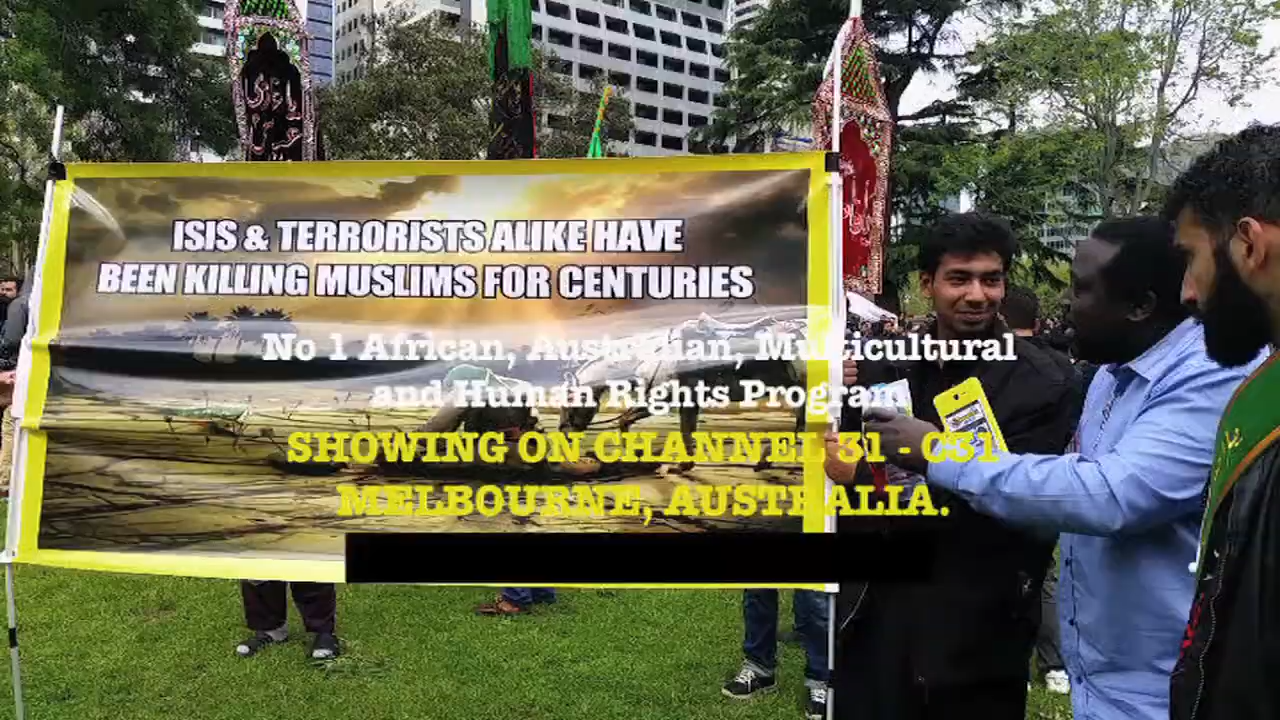 ISIS & TERRORISTS ALIKE HAVE
BEEN KILLING MUSLIMS FOR CENTURIES
No 1 African, Australian, Multicultural
and Human Rights Program
SHOWING ON CHANNEL 31 - C31
MELBOURNE, AUSTRALIA.